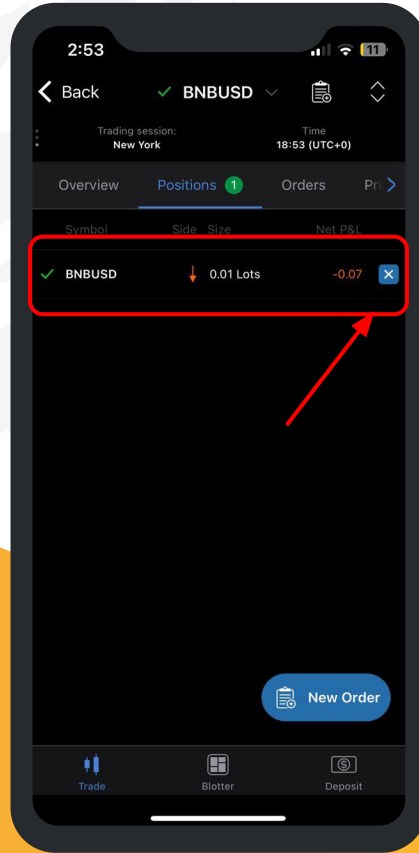 2:53
11
Back
BNBUSD
Trading session:
New York
Time
18:53 (UTC+0)
Overview Positions 1 Orders Pri
Symbol Side Size Net P&L
BNBUSD 0.01 Lots -0.07
New Order
Trade Blotter Deposit